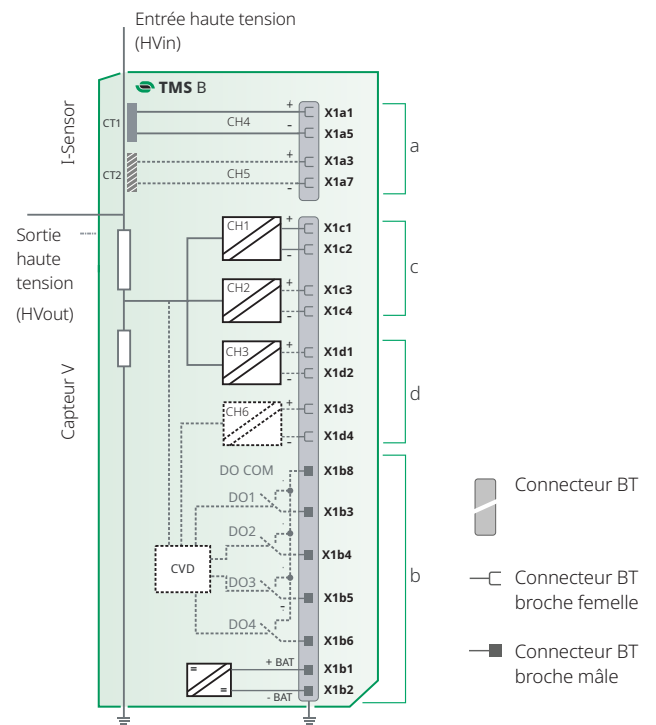 Entrée haute tension
(HVin)
TMS B
I-Sensor
CT1
CH4
+
-
X1a1
X1a5
a
CT2
CH5
+
-
X1a3
X1a7
Sortie
haute
tension
(HVout)
Capteur V
CH1
+
-
X1c1
X1c2
c
CH2
+
-
X1c3
X1c4
CH3
+
-
X1d1
X1d2
d
CH6
+
-
X1d3
X1d4
DO COM
X1b8
DO1
X1b3
DO2
X1b4
CVD
DO3
-
X1b5
DO4
X1b6
b
+ BAT
X1b1
=
=
- BAT
X1b2
Connecteur BT
Connecteur BT
broche femelle
Connecteur BT
broche mâle